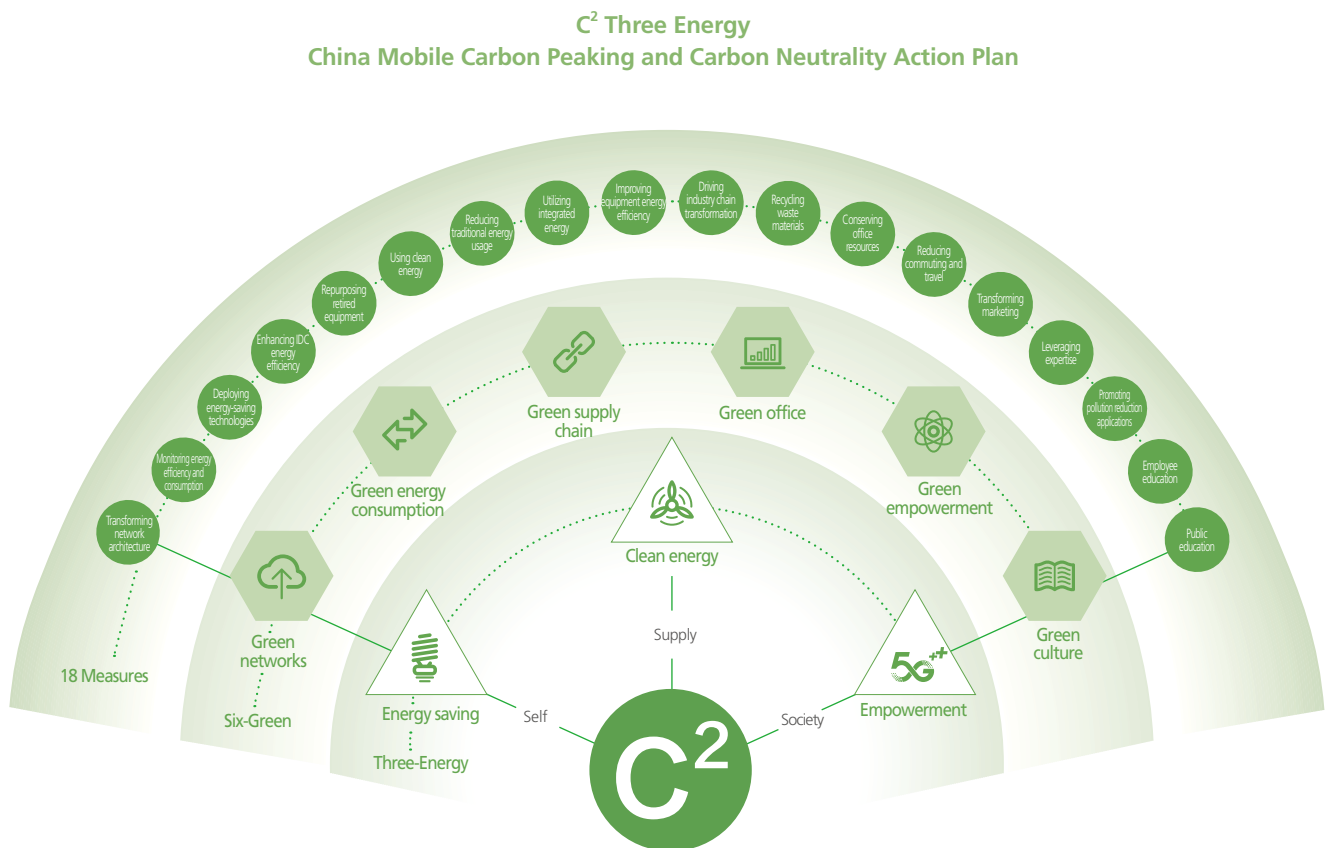 C² Three Energy
China Mobile Carbon Peaking and Carbon Neutrality Action Plan
Transforming
network
architecture
Monitoring energy
efficiency and
consumption
Deploying
energy-saving
technologies
Enhancing IDC
energy
efficiency
Repurposing
retired
equipment
Using clean
energy
Reducing
traditional energy
usage
Utilizing
integrated
energy
Improving
equipment energy
efficiency
Driving
industry chain
transformation
Recycling
waste
materials
Conserving
office
resources
Reducing
commuting and
travel
Transforming
marketing
Leveraging
expertise
Promoting
pollution reduction
applications
Employee
education
Public
education
18 Measures
Green
networks
Green energy
consumption
Green supply
chain
Green office
Green
empowerment
Green
culture
Six-Green
Energy saving
Clean energy
5G++
Empowerment
Three-Energy
Self
Supply
Society
C²